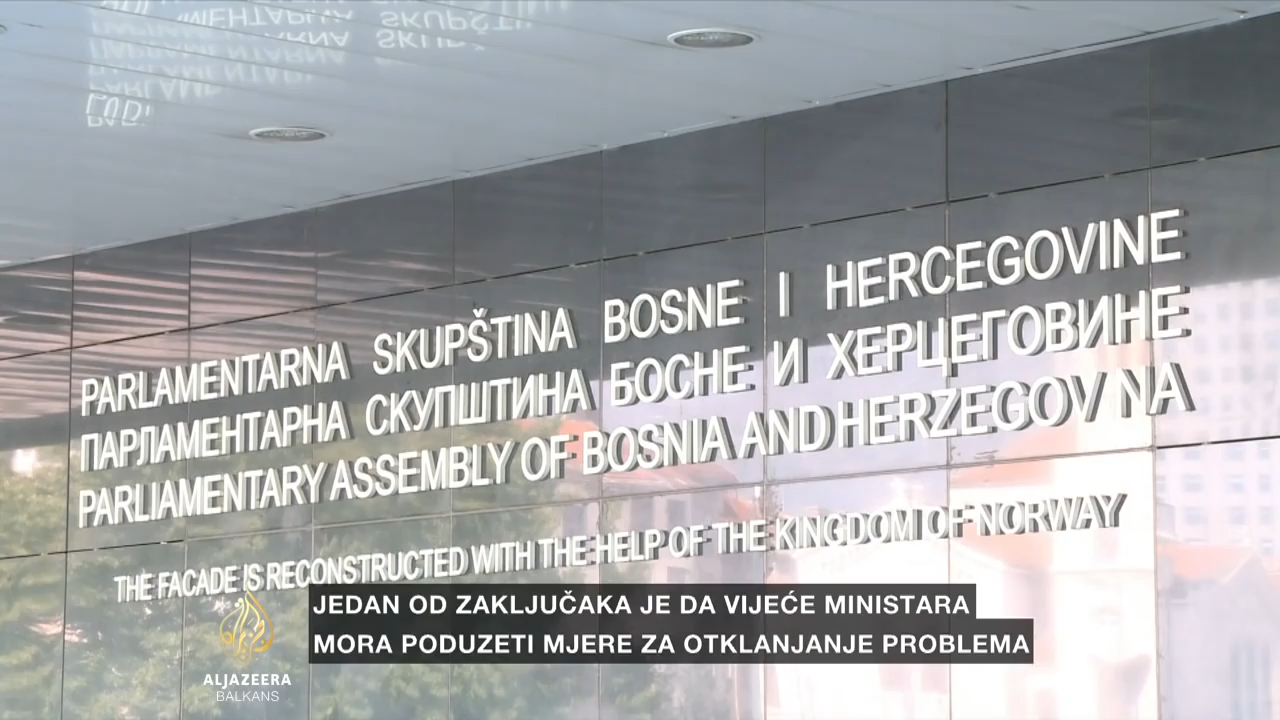 PARLAMENTARNA SKUPŠTINA BOSNE I HERCEGOVINE
ПАРЛАМЕНТАРНА СКУПШТИНА БОСНЕ И ХЕРЦЕГОВИНЕ
PARLIAMENTARY ASSEMBLY OF BOSNIA AND HERZEGOV NA
THE FACADE IS RECONSTRUCTED WITH THE HELP OF THE KINGDOM OF NORWAY
JEDAN OD ZAKLJUČAKA JE DA VIJEĆE MINISTARA
MORA PODUZETI MJERE ZA OTKLANJANJE PROBLEMA
ALJAZEERA
BALKANS